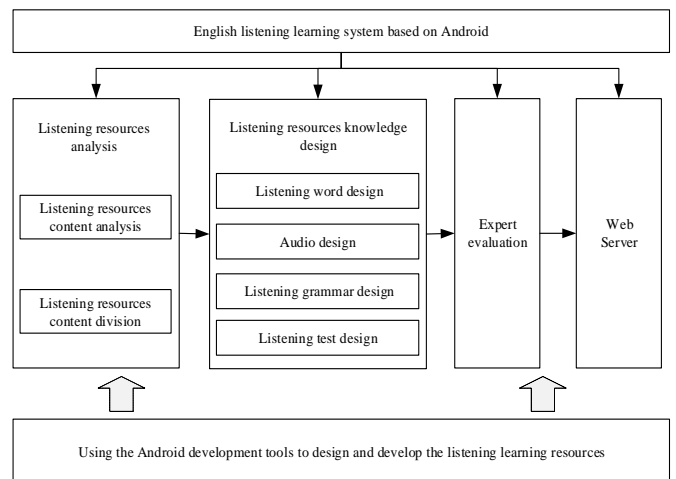 English listening learning system based on Android
Listening resources
analysis
Listening resources
content analysis
Listening resources
content division
Listening resources knowledge
design
Listening word design
Audio design
Listening grammar design
Listening test design
Expert
evaluation
Web
Server
Using the Android development tools to design and develop the listening learning resources